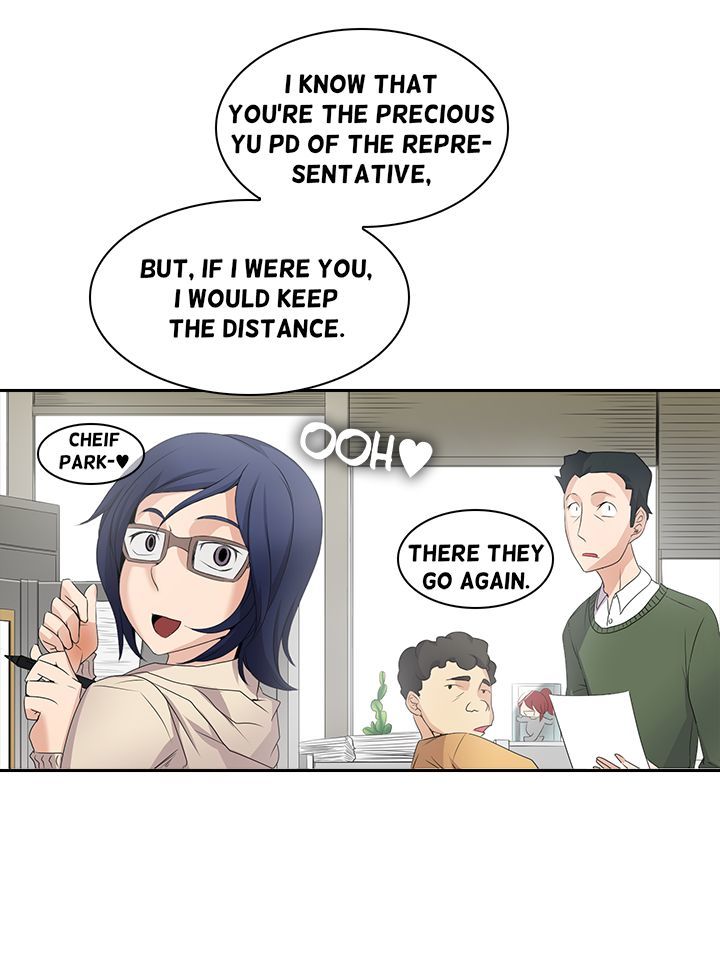 I KNOW THAT
YOU'RE THE PRECIOUS
YU PD OF THE REPRE-
SENTATIVE,
BUT, IF I WERE YOU,
I WOULD KEEP
THE DISTANCE.
CHEIF
PARK-♥
OOH♥
THERE THEY
GO AGAIN.